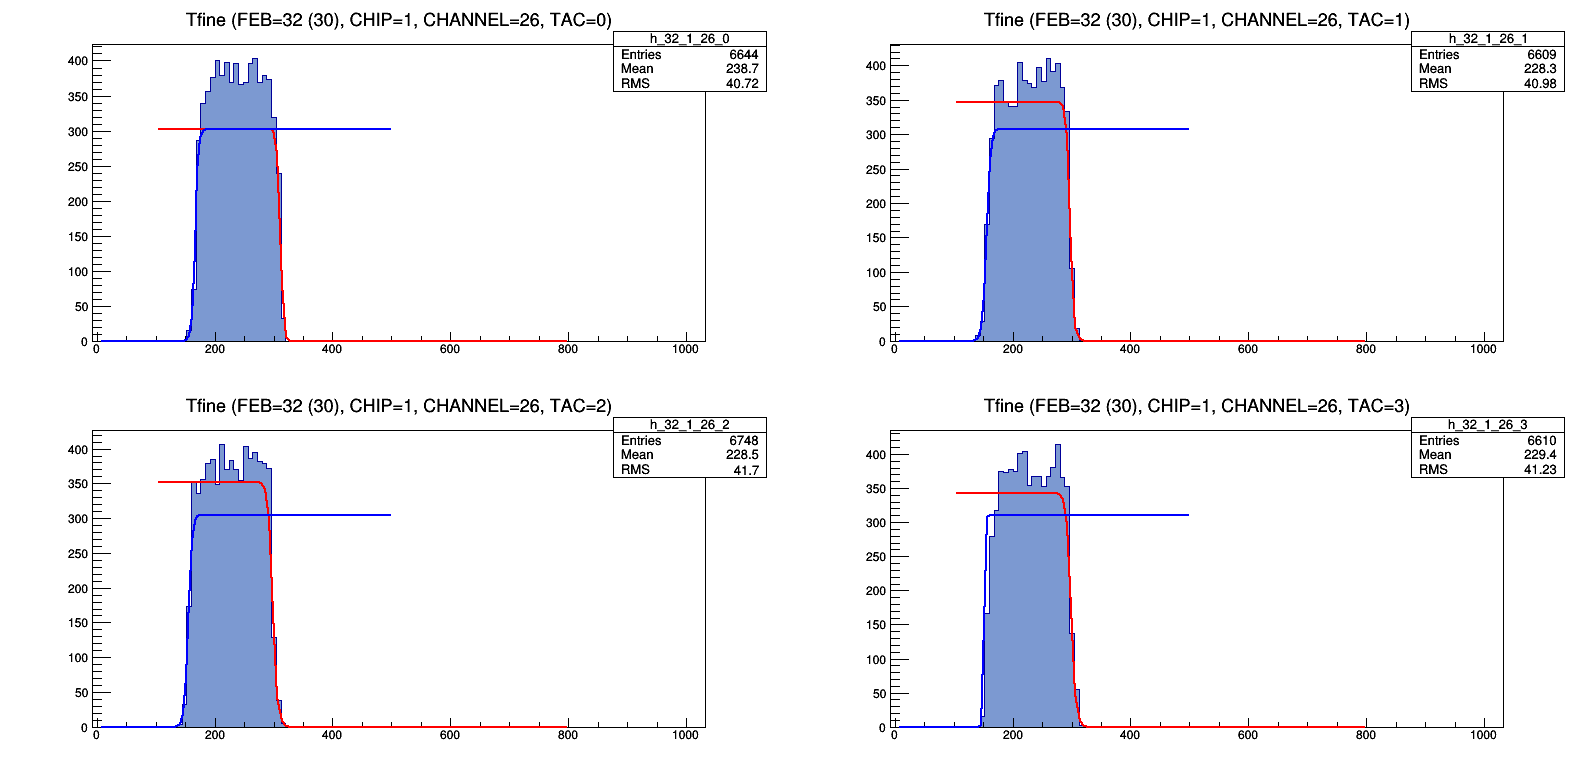 Tfine (FEB=32 (30), CHIP=1, CHANNEL=26, TAC=0)
h_32_1_26_0
Entries 6644
Mean 238.7
RMS 40.72
400
350
300
250
200
150
100
50
0
0 200 400 600 800 1000
Tfine (FEB=32 (30), CHIP=1, CHANNEL=26, TAC=1)
h_32_1_26_1
Entries 6609
Mean 228.3
RMS 40.98
400
350
300
250
200
150
100
50
0
0 200 400 600 800 1000
Tfine (FEB=32 (30), CHIP=1, CHANNEL=26, TAC=2)
h_32_1_26_2
Entries 6748
Mean 228.5
RMS 41.7
400
350
300
250
200
150
100
50
0
0 200 400 600 800 1000
Tfine (FEB=32 (30), CHIP=1, CHANNEL=26, TAC=3)
h_32_1_26_3
Entries 6610
Mean 229.4
RMS 41.23
400
350
300
250
200
150
100
50
0
0 200 400 600 800 1000